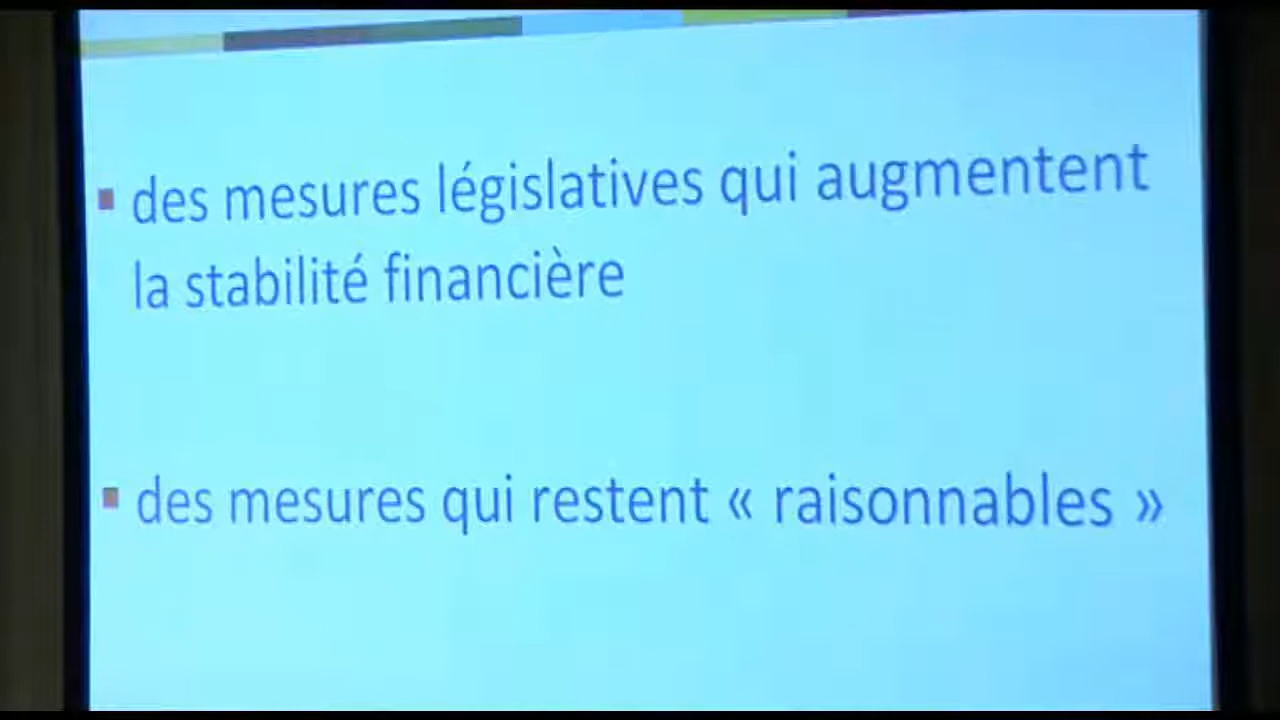 ▪ des mesures législatives qui augmentent
la stabilité financière
▪ des mesures qui restent « raisonnables »